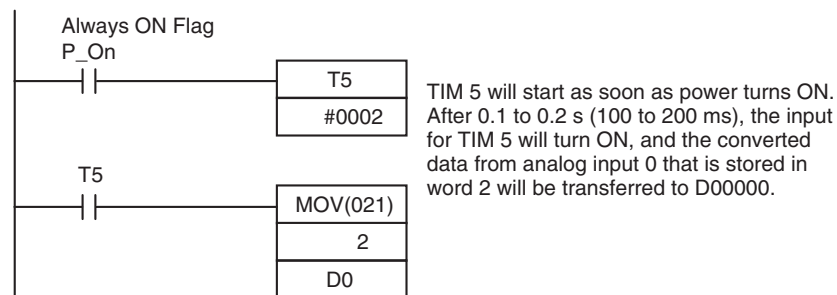 Always ON Flag
P_On
T5
#0002
TIM 5 will start as soon as power turns ON.
After 0.1 to 0.2 s (100 to 200 ms), the input
for TIM 5 will turn ON, and the converted
data from analog input 0 that is stored in
word 2 will be transferred to D00000.
T5
MOV(021)
2
D0